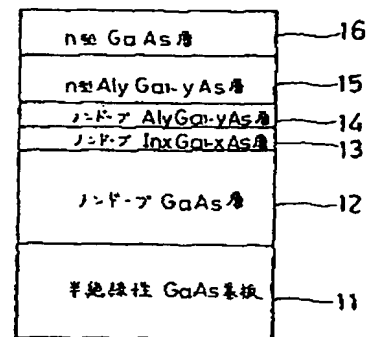 n型 GaAs層 16
n型AlyGa1-yAs層 15
ノンドープ AlyGa1-yAs層 14
ノンドープ InxGa1-xAs層 13
ノンドープ GaAs層 12
半絶縁性 GaAs基板 11